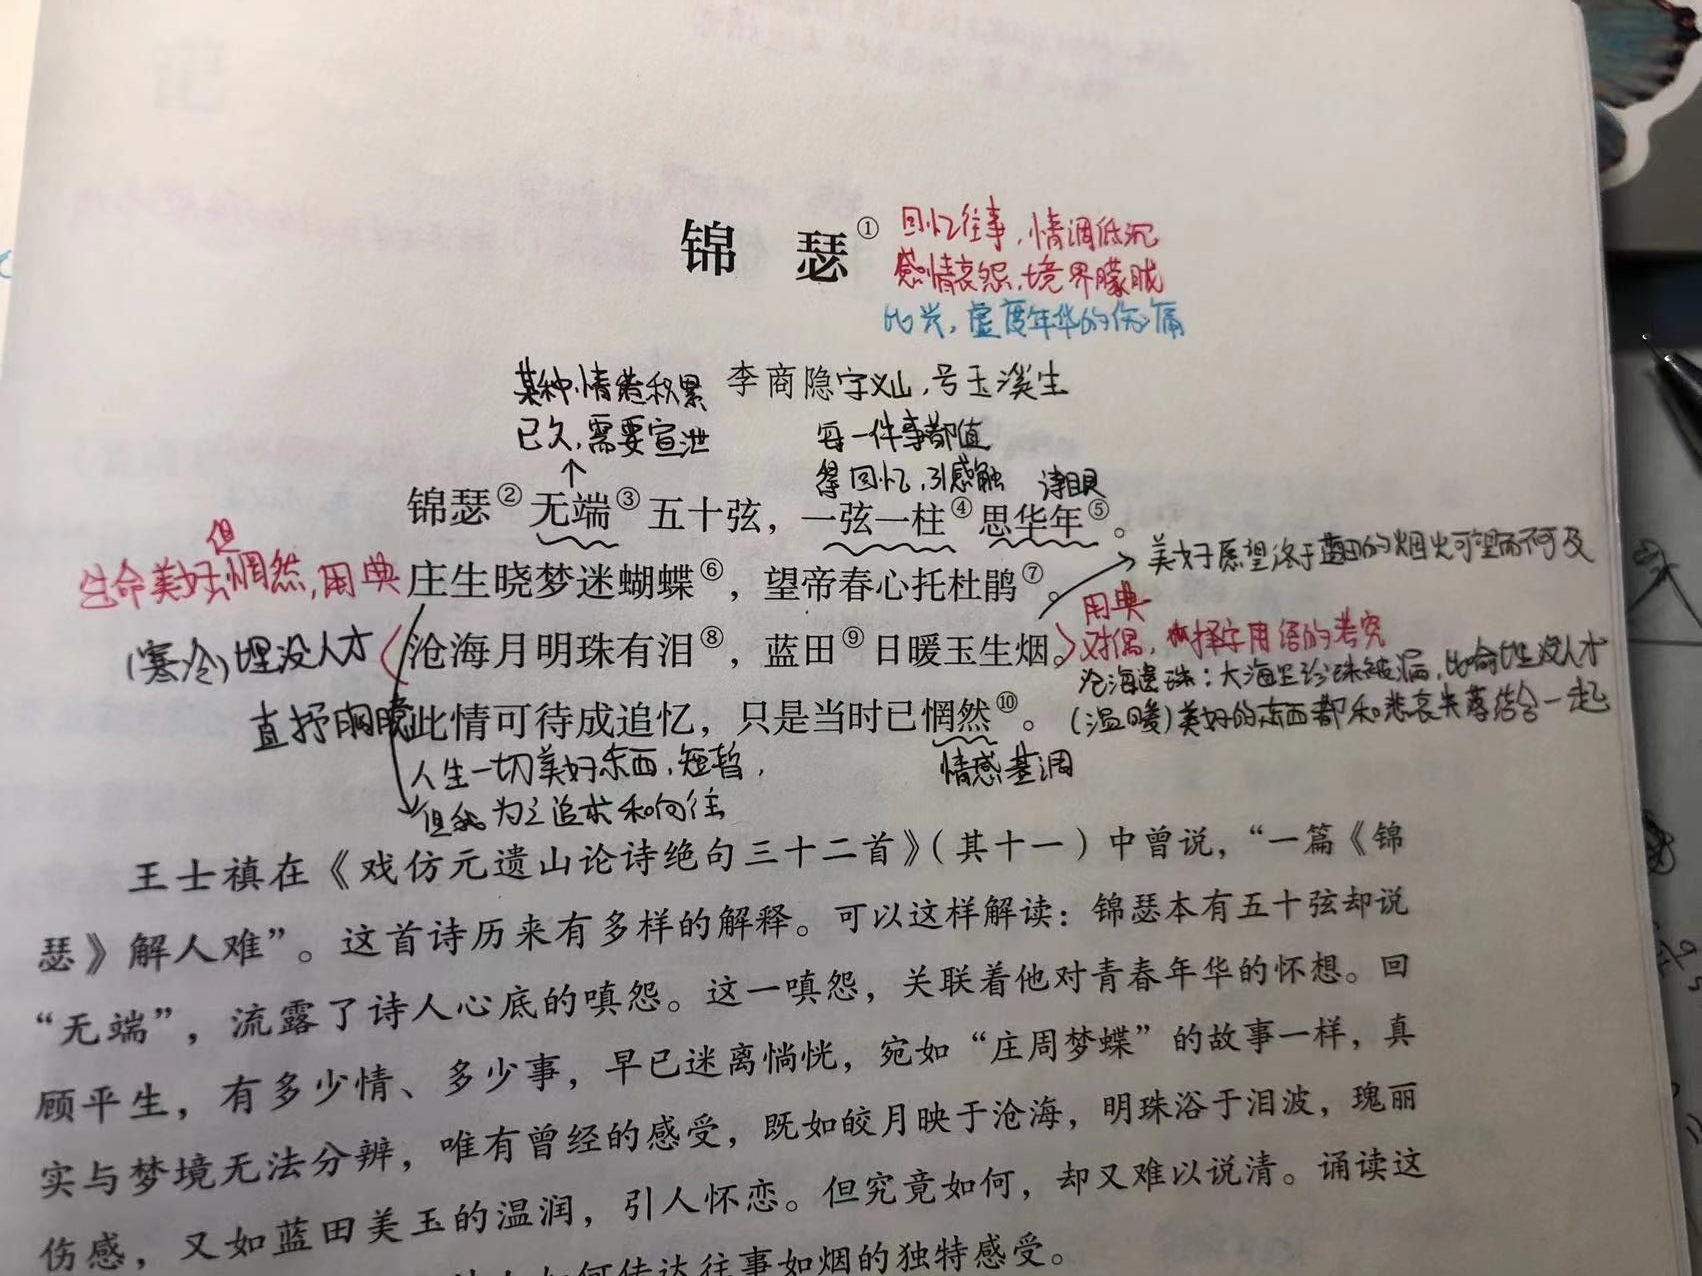 锦 瑟①
回忆往事,情调低沉
感情哀怨,境界朦胧
比兴,虚度年华的伤痛
某种情绪积累
已久,需要宣泄
李商隐字义山,号玉溪生
每一件事都值
得回忆,引感触
诗眼
锦瑟②无端③五十弦,一弦一柱④思华年⑤。
但
生命美好惘然,用典
庄生晓梦迷蝴蝶⑥,望帝春心托杜鹃⑦。
美好愿望终于蓝田的烟火可望而不可及
用典
(寒冷)埋没人才
沧海月明珠有泪⑧,蓝田⑨日暖玉生烟。
对偶,择字用语的考究
沧海遗珠:大海里珍珠被漏,比喻埋没人才
直抒胸臆
此情可待成追忆,只是当时已惘然⑩。
(温暖)美好的东西都和悲哀失落结合一起
人生一切美好东西,短暂,
情感基调
但我为之追求和向往
王士禛在《戏仿元遗山论诗绝句三十二首》(其十一)中曾说,“一篇《锦
瑟》解人难”。这首诗历来有多样的解释。可以这样解读:锦瑟本有五十弦却说
“无端”,流露了诗人心底的嗔怨。这一嗔怨,关联着他对青春年华的怀想。回
顾平生,有多少情、多少事,早已迷离惝恍,宛如“庄周梦蝶”的故事一样,真
实与梦境无法分辨,唯有曾经的感受,既如皎月映于沧海,明珠浴于泪波,瑰丽
伤感,又如蓝田美玉的温润,引人怀恋。但究竟如何,却又难以说清。诵读这
如何传达往事如烟的独特感受。